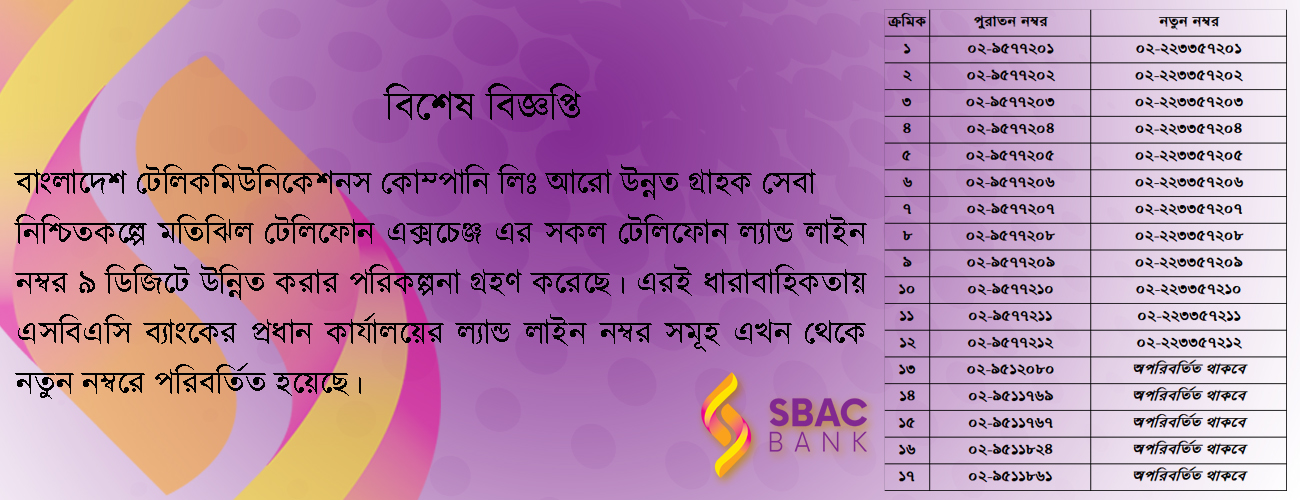 বিশেষ বিজ্ঞপ্তি
বাংলাদেশ টেলিকমিউনিকেশনস কোম্পানি লিঃ আরো উন্নত গ্রাহক সেবা
নিশ্চিতকল্পে মতিঝিল টেলিফোন এক্সচেঞ্জ এর সকল টেলিফোন ল্যান্ড লাইন
নম্বর ৯ ডিজিটে উন্নিত করার পরিকল্পনা গ্রহণ করেছে। এরই ধারাবাহিকতায়
এসবিএসি ব্যাংকের প্রধান কার্যালয়ের ল্যান্ড লাইন নম্বর সমূহ এখন থেকে
নতুন নম্বরে পরিবর্তিত হয়েছে।
SBAC
BANK
ক্রমিক পুরাতন নম্বর নতুন নম্বর
১ ০২-৯৫৭৭২০১ ০২-২২৩৩৫৭২০১
২ ০২-৯৫৭৭২০২ ০২-২২৩৩৫৭২০২
৩ ০২-৯৫৭৭২০৩ ০২-২২৩৩৫৭২০৩
৪ ০২-৯৫৭৭২০৪ ০২-২২৩৩৫৭২০৪
৫ ০২-৯৫৭৭২০৫ ০২-২২৩৩৫৭২০৫
৬ ০২-৯৫৭৭২০৬ ০২-২২৩৩৫৭২০৬
৭ ০২-৯৫৭৭২০৭ ০২-২২৩৩৫৭২০৭
৮ ০২-৯৫৭৭২০৮ ০২-২২৩৩৫৭২০৮
৯ ০২-৯৫৭৭২০৯ ০২-২২৩৩৫৭২০৯
১০ ০২-৯৫৭৭২১০ ০২-২২৩৩৫৭২১০
১১ ০২-৯৫৭৭২১১ ০২-২২৩৩৫৭২১১
১২ ০২-৯৫৭৭২১২ ০২-২২৩৩৫৭২১২
১৩ ০২-৯৫১২০৮০ অপরিবর্তিত থাকবে
১৪ ০২-৯৫১১৭৬৯ অপরিবর্তিত থাকবে
১৫ ০২-৯৫১১৭৬৭ অপরিবর্তিত থাকবে
১৬ ০২-৯৫১১৮২৪ অপরিবর্তিত থাকবে
১৭ ০২-৯৫১১৮৬১ অপরিবর্তিত থাকবে